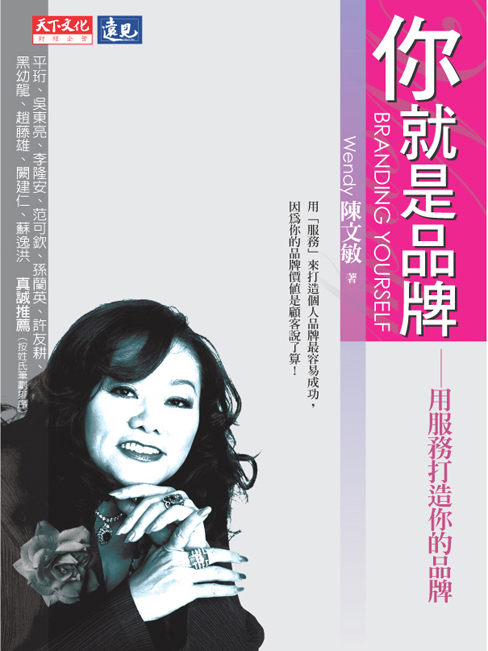 天下文化
財經企管
遠見
你就是品牌
BRANDING YOURSELF
——用服務打造你的品牌
Wendy 陳文敏 著
用「服務」來打造個人品牌最容易成功，
因為你的品牌價值是顧客說了算！
平珩、吳東亮、李隆安、范可欽、孫蘭英、許友耕、
黑幼龍、趙藤雄、闕建仁、蘇逸洪 真誠推薦（按姓氏筆劃排序）